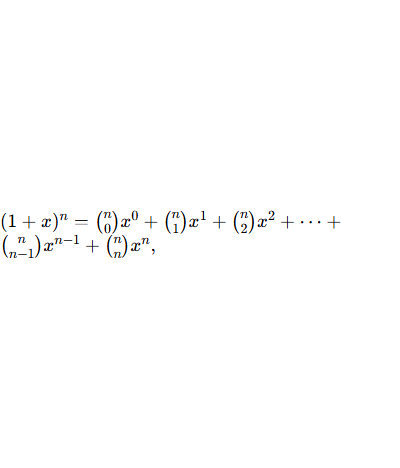 (1 + x)^n = \binom{n}{0}x^0 + \binom{n}{1}x^1 + \binom{n}{2}x^2 + \cdots +
\binom{n}{n-1}x^{n-1} + \binom{n}{n}x^n,